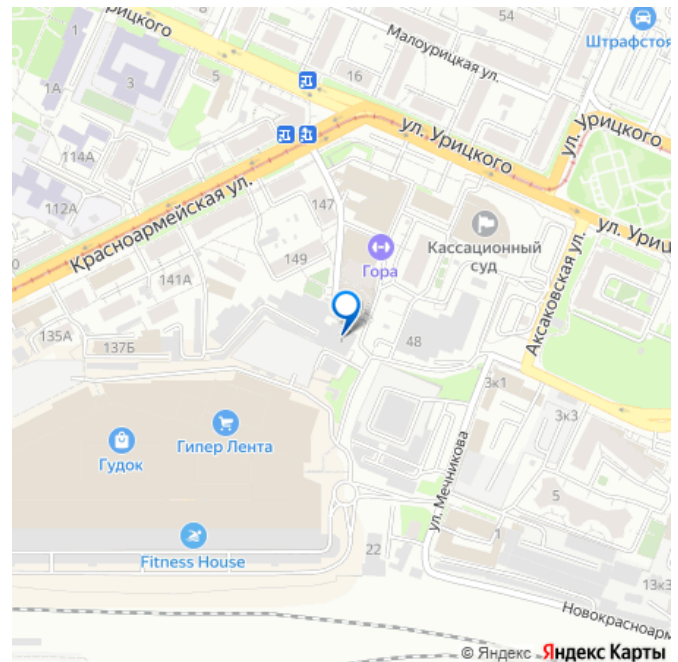 Урицкого
54
Штрафстоя
1
Малоурицкая ул.
1А
3
5
16
ул. Урицкого
ул. Урицкого
114А
112А
Красноармейская ул.
147
Кассационный
суд
ул. Уриц
Гора
149
141А
Аксаковская ул.
135А
137Б
48
3к1
3к3
Гипер Лента
Гудок
ул. Мечникова
5
1
Fitness House
22
13к3
Новокрасноарм
© Яндекс Яндекс Карты